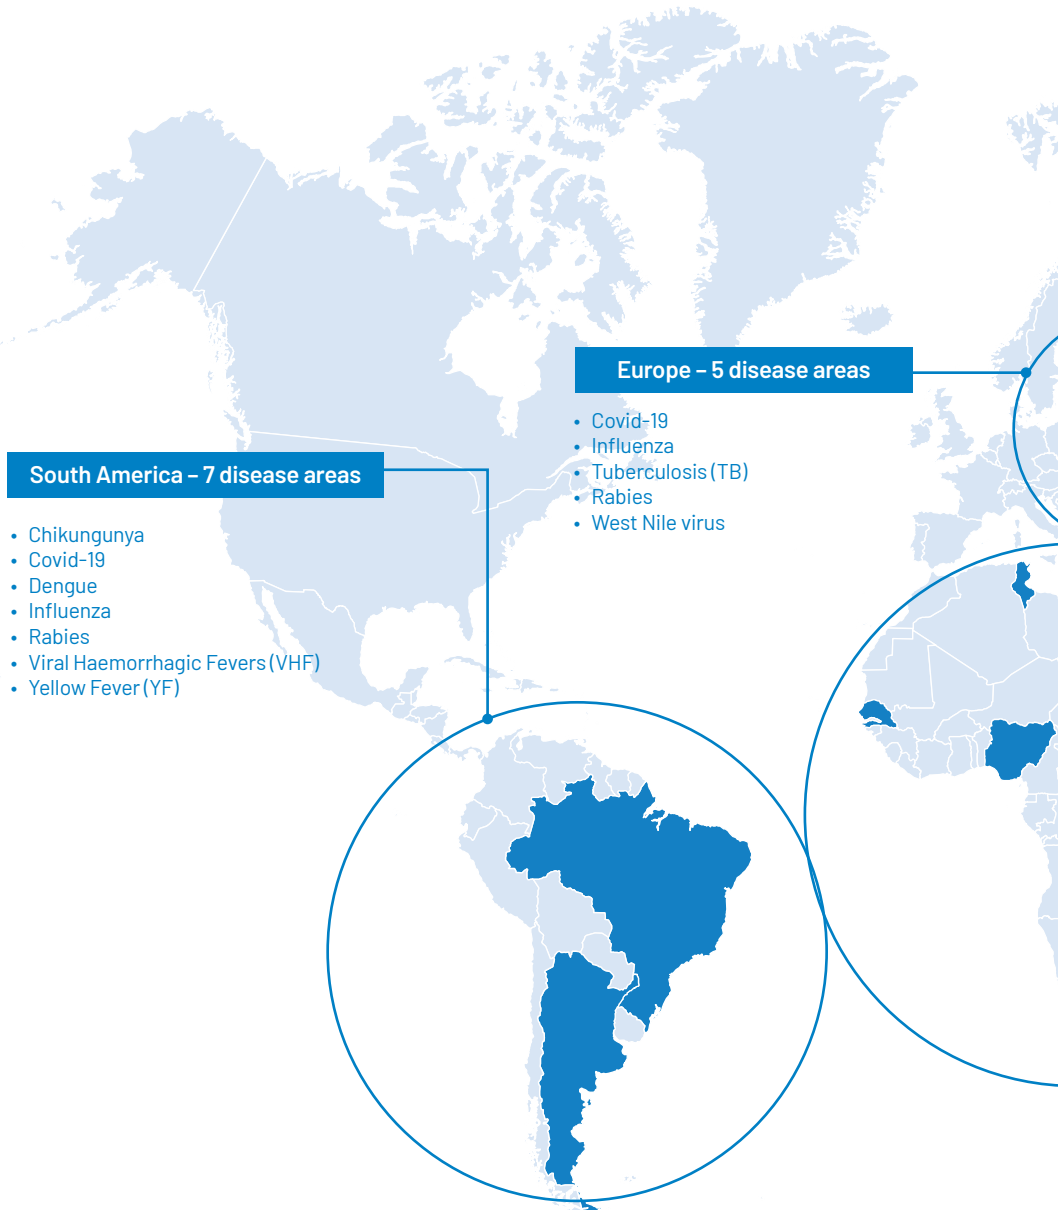 Europe – 5 disease areas
• Covid-19
• Influenza
• Tuberculosis (TB)
• Rabies
• West Nile virus
South America – 7 disease areas
• Chikungunya
• Covid-19
• Dengue
• Influenza
• Rabies
• Viral Haemorrhagic Fevers (VHF)
• Yellow Fever (YF)